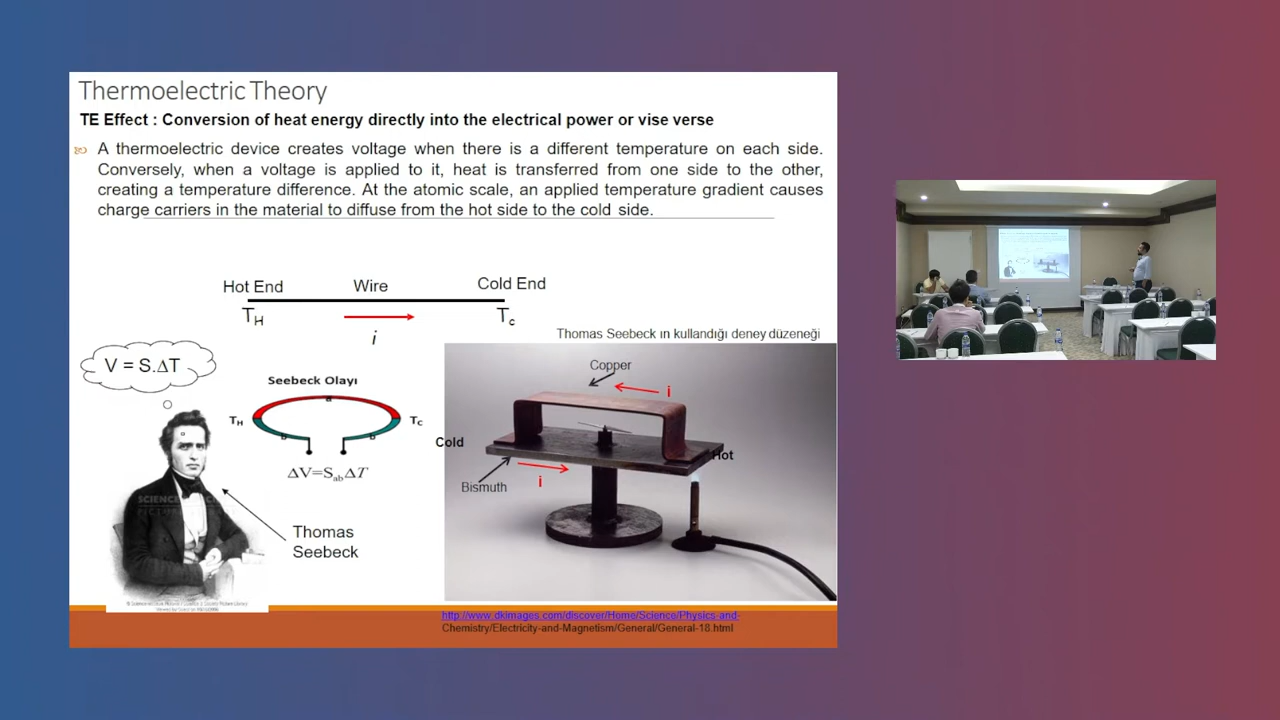 Thermoelectric Theory
TE Effect : Conversion of heat energy directly into the electrical power or vise verse
A thermoelectric device creates voltage when there is a different temperature on each side.
Conversely, when a voltage is applied to it, heat is transferred from one side to the other,
creating a temperature difference. At the atomic scale, an applied temperature gradient causes
charge carriers in the material to diffuse from the hot side to the cold side.
Hot End
Wire
Cold End
TH
Tc
i
Thomas Seebeck ın kullandığı deney düzeneği
V = S.∆T
Seebeck Olayı
a
TH
TC
b
b
∆V=Sab∆T
Thomas
Seebeck
Copper
i
Cold
Hot
Bismuth
i
SCIENCE
http://www.dkimages.com/discover/Home/Science/Physics-and-
Chemistry/Electricity-and-Magnetism/General/General-18.html